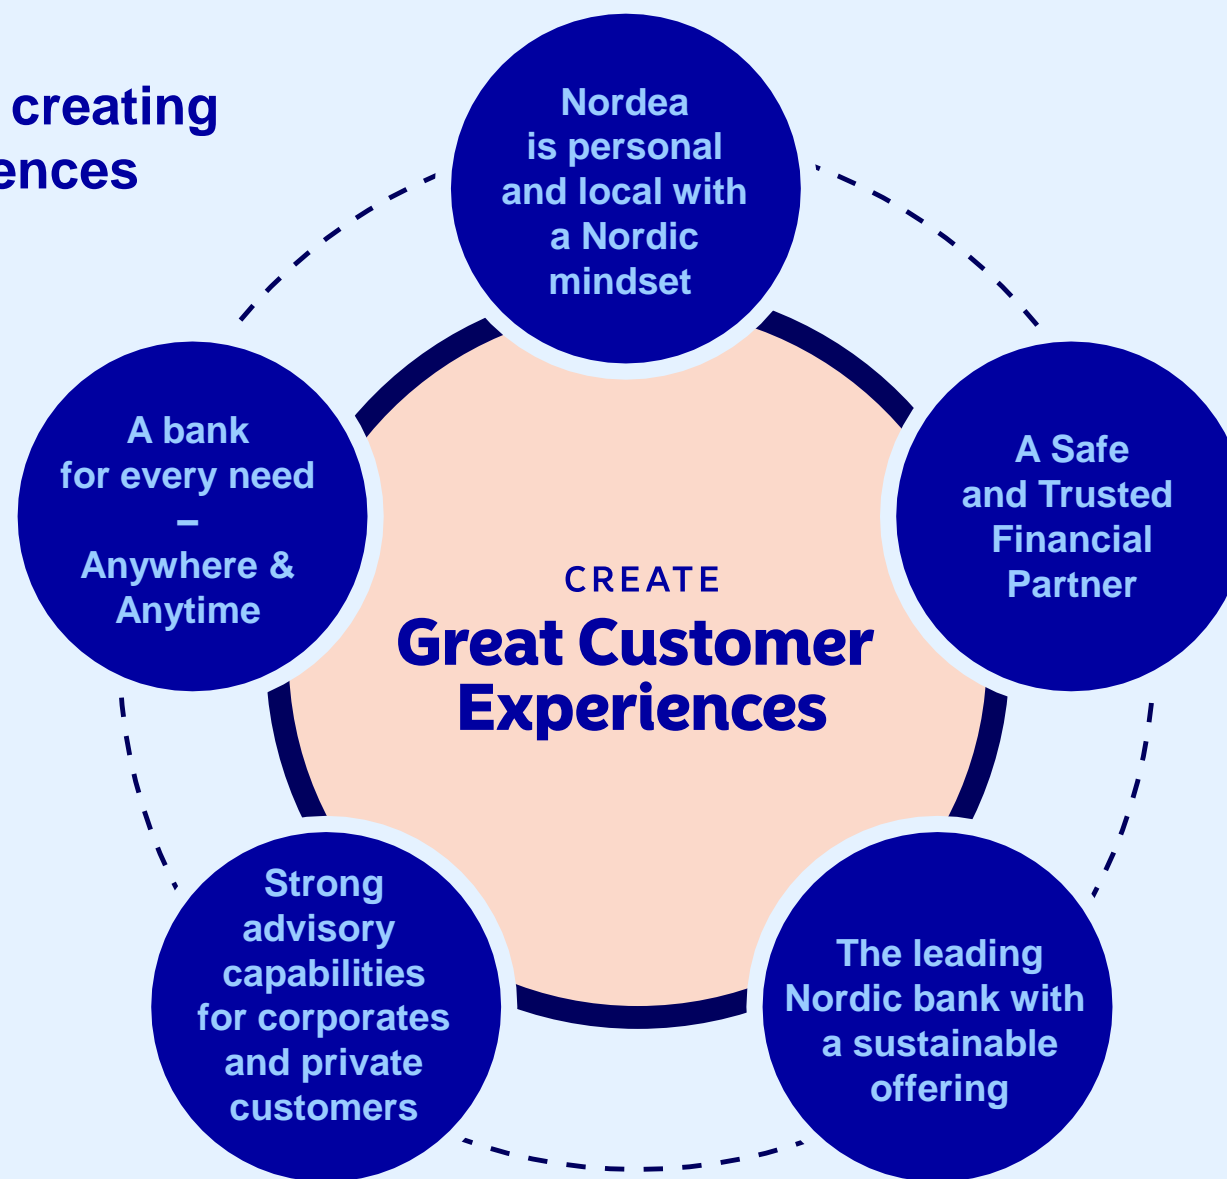 creating
ences
Nordea
is personal
and local with
a Nordic
mindset
A bank
for every need
–
Anywhere &
Anytime
A Safe
and Trusted
Financial
Partner
CREATE
Great Customer
Experiences
Strong
advisory
capabilities
for corporates
and private
customers
The leading
Nordic bank with
a sustainable
offering